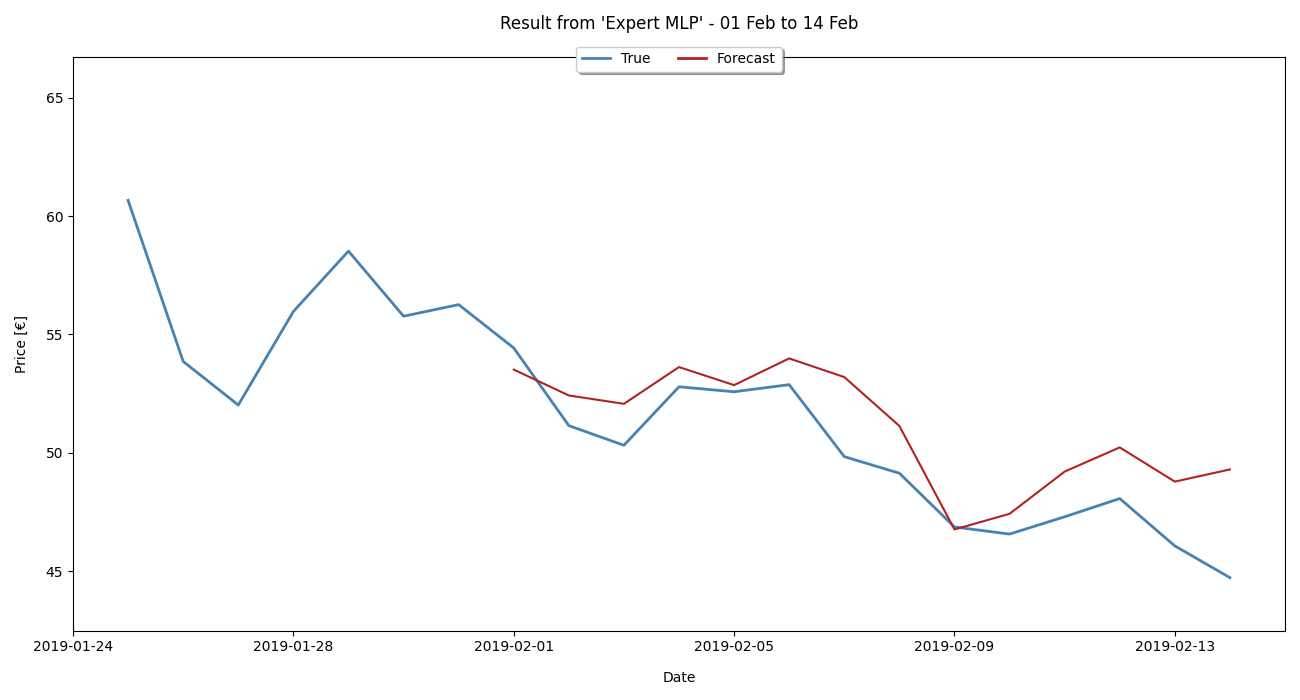 Result from 'Expert MLP' - 01 Feb to 14 Feb
True Forecast
65
60
55
50
45
Price [€]
2019-01-24 2019-01-28 2019-02-01 2019-02-05 2019-02-09 2019-02-13
Date